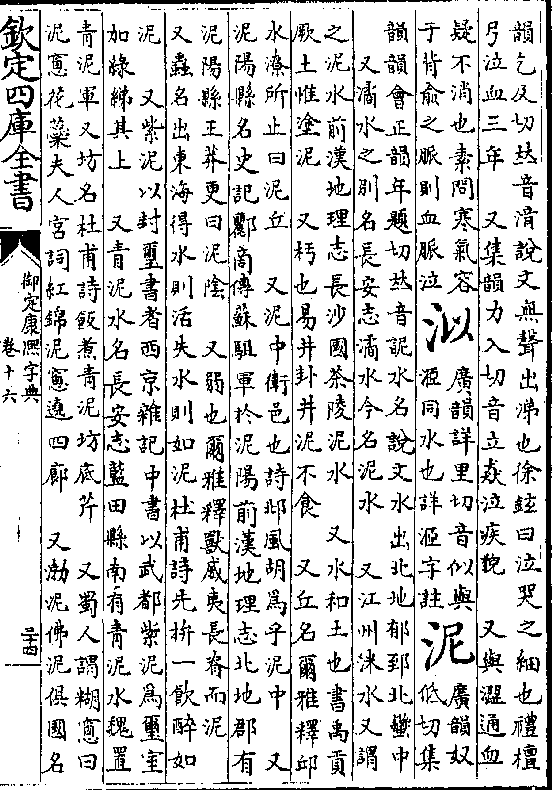 韻乞及切𠀤音湇說文無聲出涕也徐鉉曰泣哭之細也禮檀
弓泣血三年　又集韻力入切音立猋泣疾貌　又與澀通血
疑不消也素問寒氣客
于背俞之脈則血脈泣
㳚
廣韻詳里切音似與
洍同水也詳洍字註
泥
廣韻奴
低切集
韻韻會正韻年題切𠀤音䛏水名說文水出北地郁郅北蠻中
又潏水之別名長安志潏水今名泥水　又江州洣水又謂
之泥水前漢地理志長沙國茶陵泥水　又水和土也書禹貢
厥土惟塗泥　又杇也易井卦井泥不食　又丘名爾雅釋邱
水潦所止曰泥丘　又泥中衛邑也詩邶風胡爲乎泥中　又
泥陽縣名史記酈商傳蘇駔軍於泥陽前漢地理志北地郡有
泥陽縣王莽更曰泥陰　又弱也爾雅釋獸威夷長脊而泥
又蟲名出東海得水則活失水則如泥杜甫詩先拚一飲醉如
泥　又紫泥以封璽書者西京雜記中書以武都紫泥爲璽室
加綠綈其上　又青泥水名長安志藍田縣南有青泥水魏置
青泥軍又坊名杜甫詩飯煮青泥坊底芹　又蜀人謂糊窻曰
泥窻花蘂夫人宮詞紅錦泥窻遶四廊　又渤泥佛泥俱國名
欽定四庫全書
御定康熙字典
卷十六
三十四